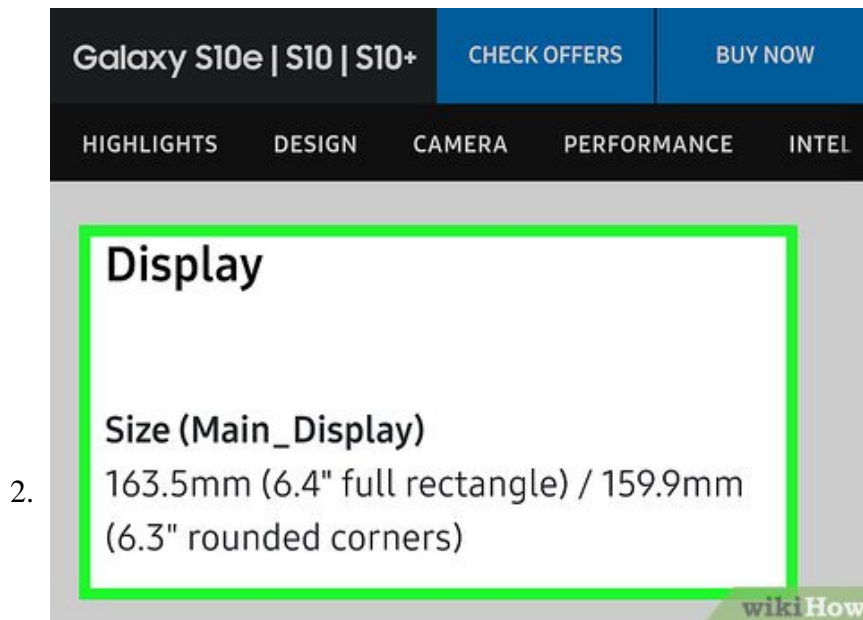 Galaxy S10e | S10 | S10+ CHECK OFFERS BUY NOW
HIGHLIGHTS DESIGN CAMERA PERFORMANCE INTEL
Display
Size (Main_Display)
2. 163.5mm (6.4" full rectangle) / 159.9mm
(6.3" rounded corners)
wikiHow